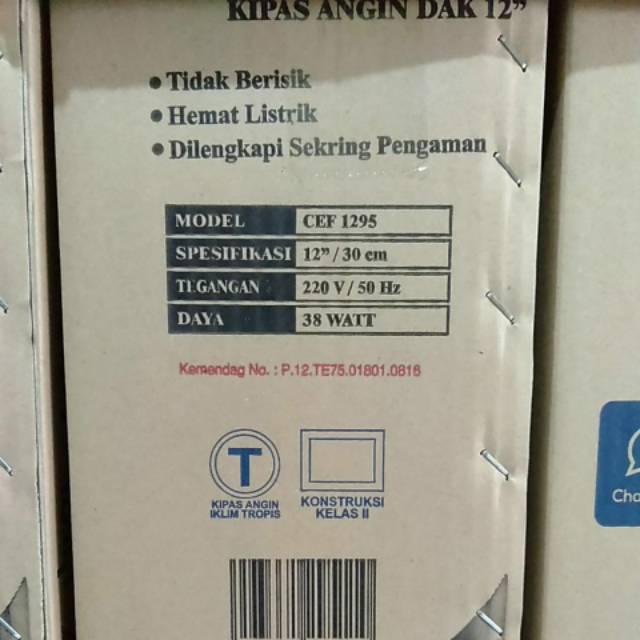 KIPAS ANGIN DAK 12”
• Tidak Berisik
• Hemat Listrik
• Dilengkapi Sekring Pengaman
MODEL CEF 1295
SPESIFIKASI 12” / 30 cm
TEGANGAN 220 V / 50 Hz
DAYA 38 WATT
Kemendag No. : P.12.TE75.01801.0816
T
KIPAS ANGIN
IKLIM TROPIS
KONSTRUKSI
KELAS II